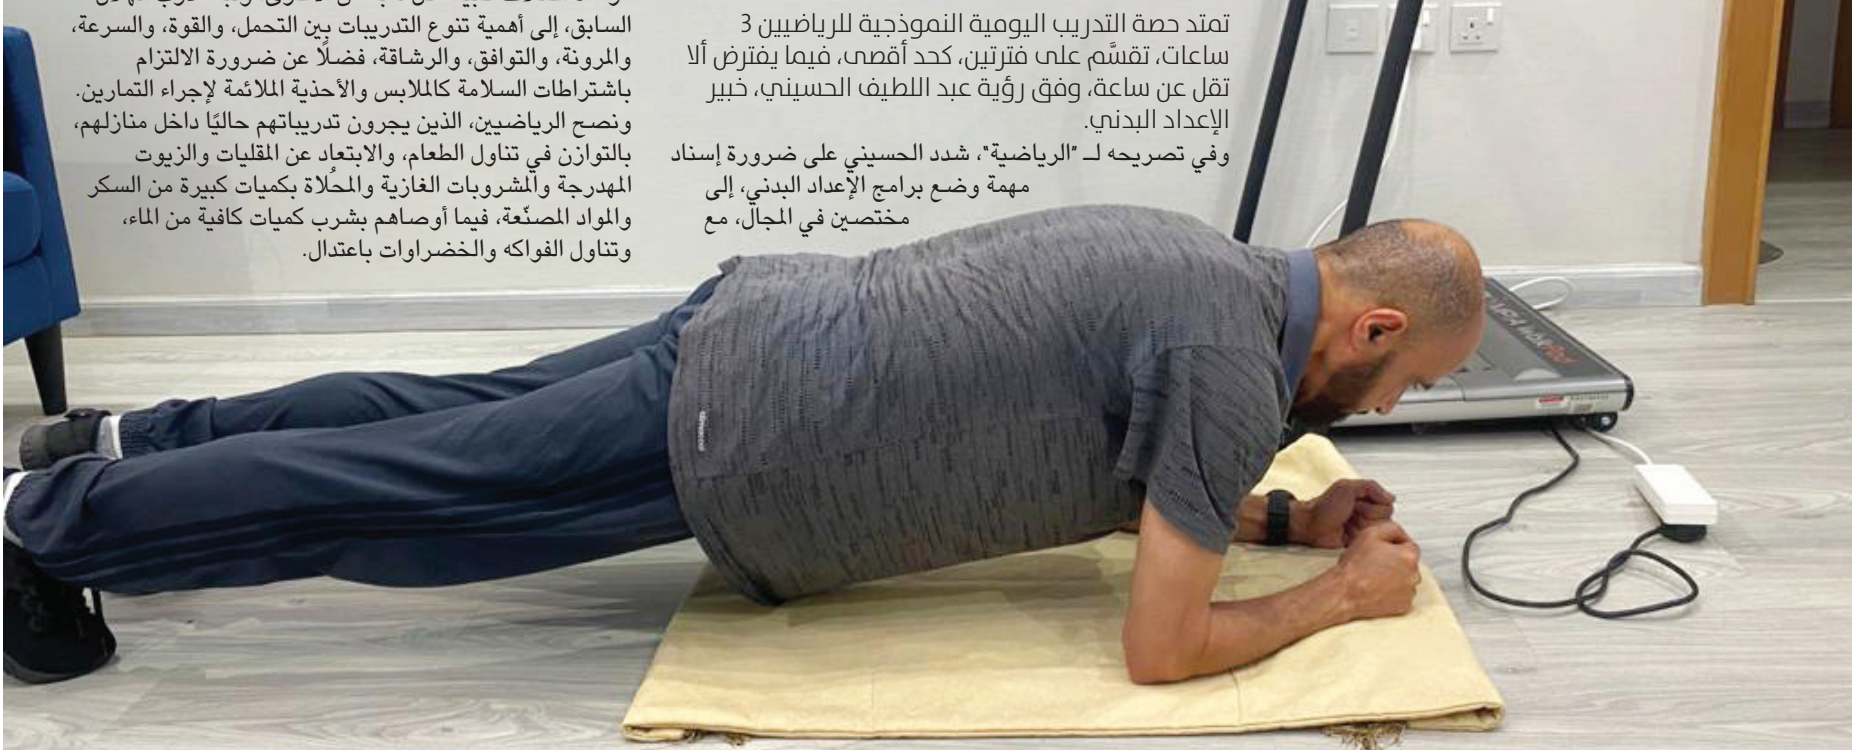 تمتد حصة التدريب اليومية النموذجية للرياضيين 3
ساعات، تقسَّم على فترتين، كحد أقصى، فيما يفترض ألا
تقل عن ساعة، وفق رؤية عبد اللطيف الحسيني، خبير
الإعداد البدني.
وفي تصريحه لــ "الرياضية"، شدد الحسيني على ضرورة إسناد
مهمة وضع برامج الإعداد البدني، إلى
مختصين في المجال، مع
السابق، إلى أهمية تنوع التدريبات بين التحمل، والقوة، والسرعة،
والمرونة، والتوافق، والرشاقة، فضلًا عن ضرورة الالتزام
باشتراطات السلامة كالملابس والأحذية الملائمة لإجراء التمارين.
ونصح الرياضيين، الذين يجرون تدريباتهم حاليًا داخل منازلهم،
بالتوازن في تناول الطعام، والابتعاد عن المقليات والزيوت
المهدرجة والمشروبات الغازية والمحُلاة بكميات كبيرة من السكر
والمواد المصنّعة، فيما أوصاهم بشرب كميات كافية من الماء،
وتناول الفواكه والخضراوات باعتدال.